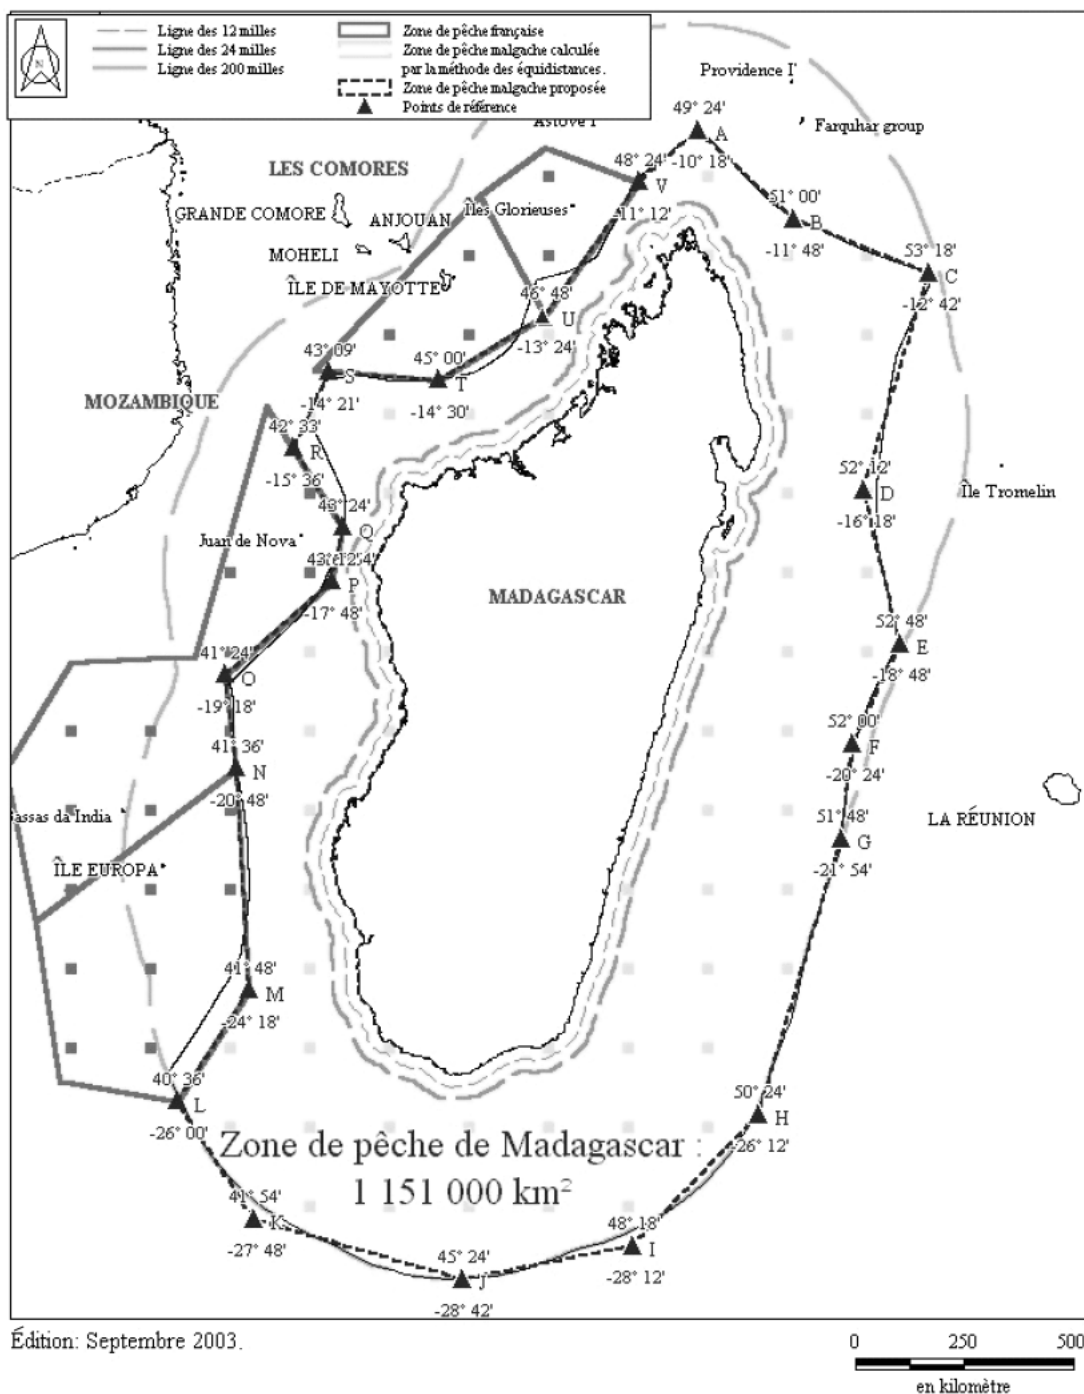 Ligne des 12 milles
Ligne des 24 milles
Ligne des 200 milles
Zone de pêche française
Zone de pêche malgache calculée
par la méthode des équidistances.
Zone de pêche malgache proposée
Points de référence
N
Providence I
Astove I
Farquhar group
49° 24'
A
-10° 18'
LES COMORES
48° 24'
V
-11° 12'
51° 00'
B
-11° 48'
GRANDE COMORE
ANJOUAN
Îles Glorieuses
MOHELI
53° 18'
C
-12° 42'
ÎLE DE MAYOTTE
46° 48'
U
-13° 24'
43° 09'
S
-14° 21'
45° 00'
T
-14° 30'
MOZAMBIQUE
42° 33'
R
-15° 36'
52° 12'
D
-16° 18'
Île Tromelin
Q
Juan de Nova
P
-17° 48'
MADAGASCAR
52° 48'
E
-18° 48'
41° 24'
O
-19° 18'
52° 00'
F
-20° 24'
41° 36'
N
-20° 48'
51° 48'
G
-21° 54'
LA RÉUNION
Bassas da India
ÎLE EUROPA
41° 48'
M
-24° 18'
40° 36'
L
-26° 00'
50° 24'
H
-26° 12'
Zone de pêche de Madagascar :
1 151 000 km²
41° 54'
K
-27° 48'
48° 18'
I
-28° 12'
45° 24'
J
-28° 42'
Édition: Septembre 2003.
0 250 500
en kilomètre